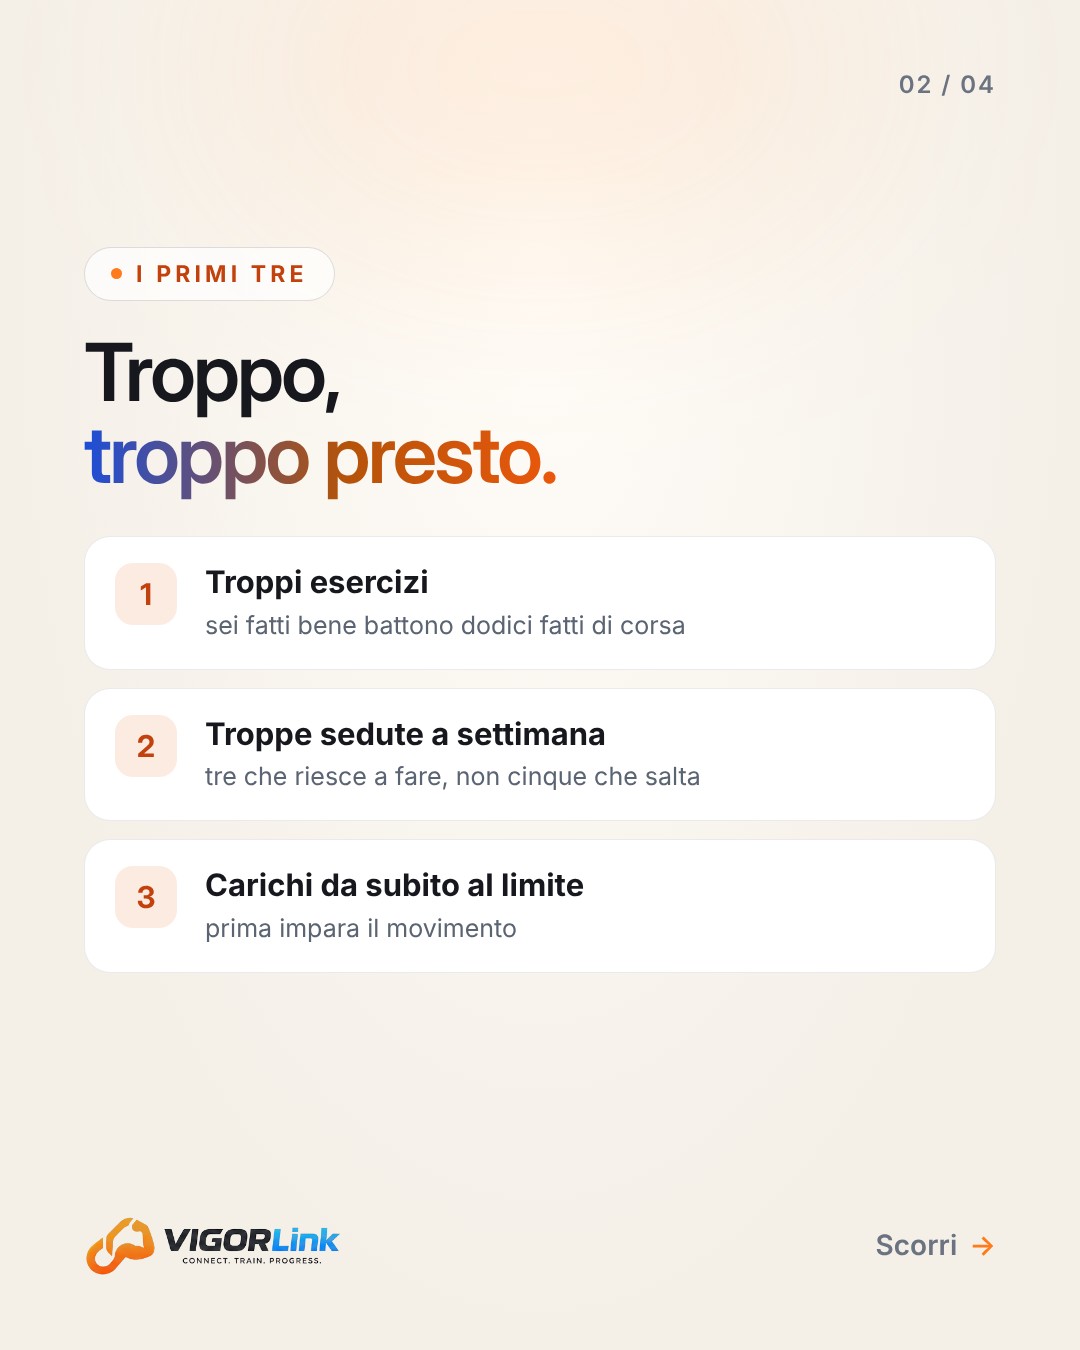 02 / 04
I PRIMI TRE
Troppo,
troppo presto.
1
Troppi esercizi
sei fatti bene battono dodici fatti di corsa
2
Troppe sedute a settimana
tre che riesce a fare, non cinque che salta
3
Carichi da subito al limite
prima impara il movimento
VIGORLink
CONNECT. TRAIN. PROGRESS.
Scorri →